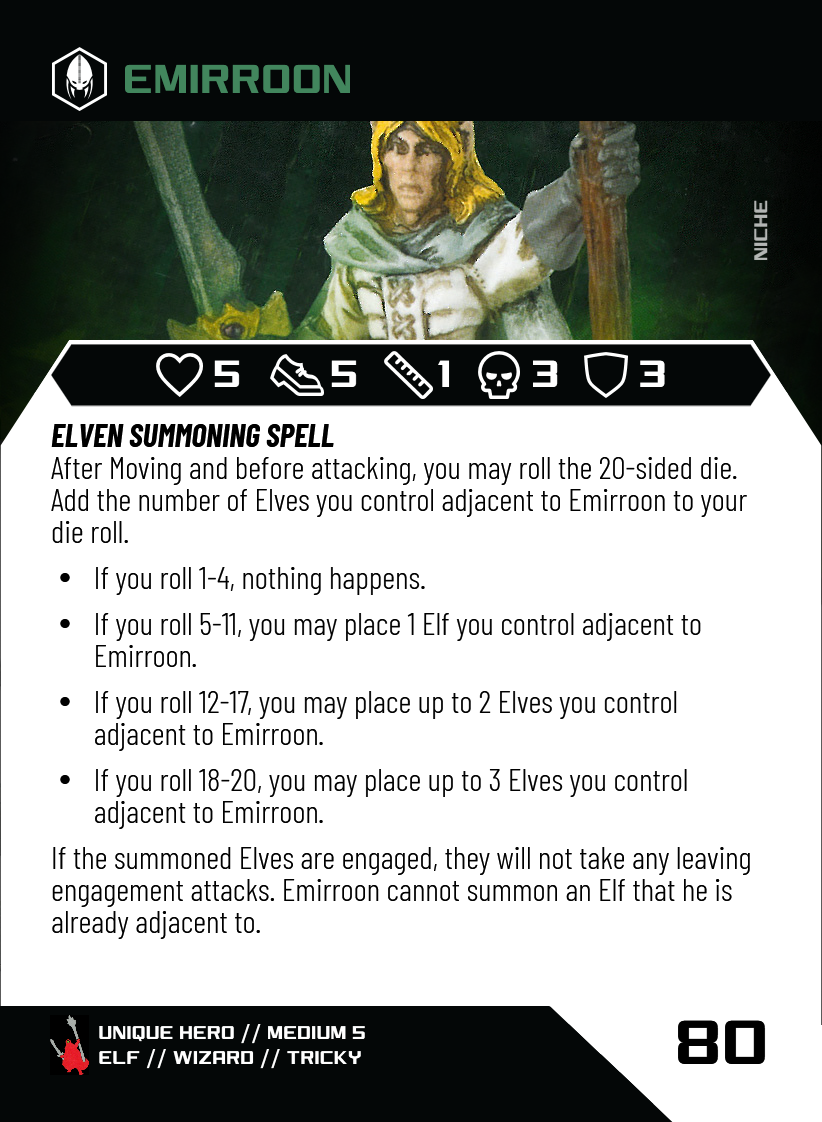 EMIRROON
NICHE
5 5 1 3 3
ELVEN SUMMONING SPELL
After Moving and before attacking, you may roll the 20-sided die.
Add the number of Elves you control adjacent to Emirroon to your
die roll.
• If you roll 1-4, nothing happens.
• If you roll 5-11, you may place 1 Elf you control adjacent to
Emirroon.
• If you roll 12-17, you may place up to 2 Elves you control
adjacent to Emirroon.
• If you roll 18-20, you may place up to 3 Elves you control
adjacent to Emirroon.
If the summoned Elves are engaged, they will not take any leaving
engagement attacks. Emirroon cannot summon an Elf that he is
already adjacent to.
UNIQUE HERO // MEDIUM 5
ELF // WIZARD // TRICKY
80